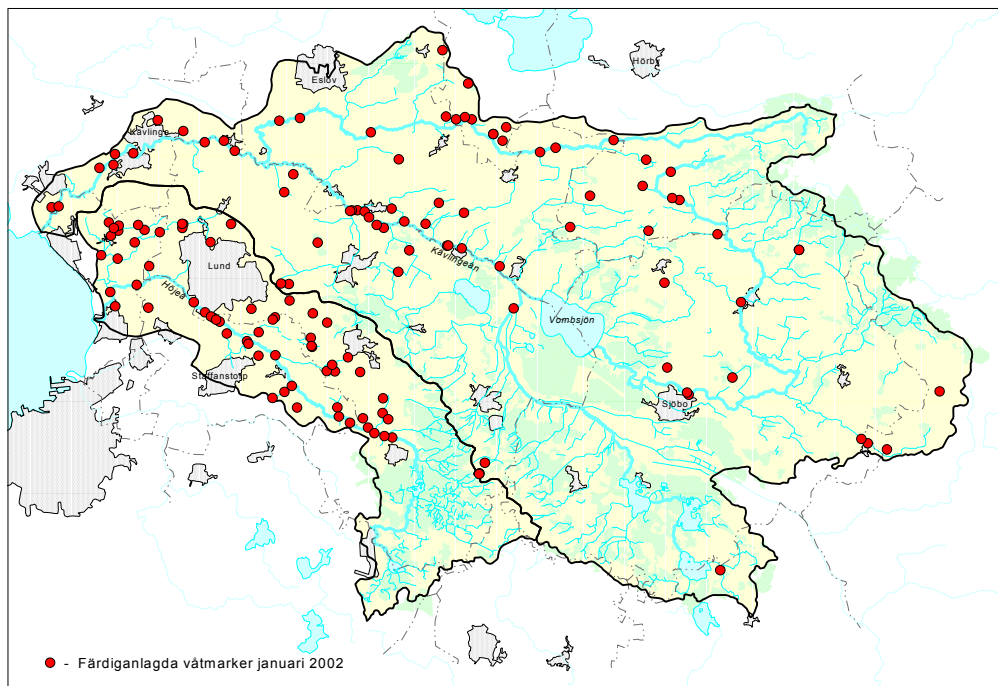 Hörby
Eslöv
Kävlinge
Lund
Kävlingeån
Höjeå
Vombsjön
Staffanstorp
Sjöbo
- Färdiganlagda våtmarker januari 2002